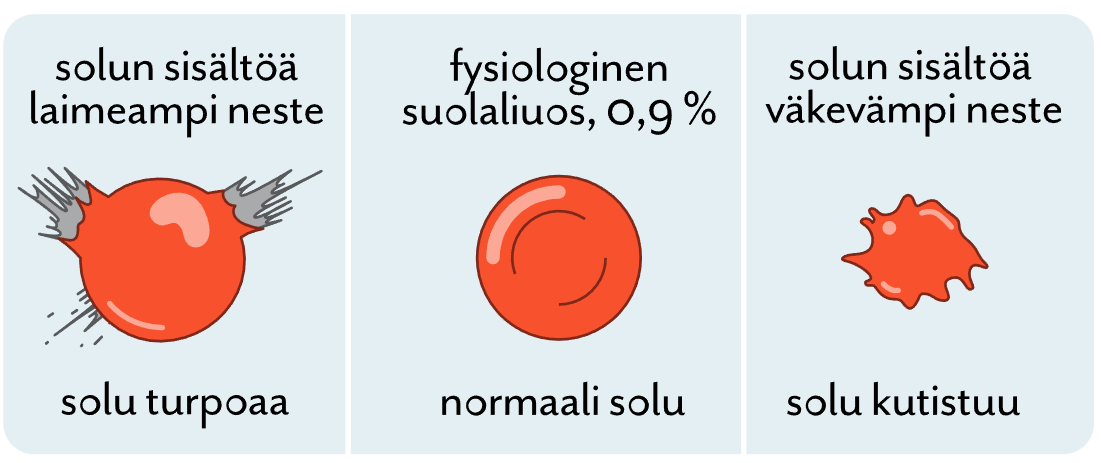 solun sisältöä
laimeampi neste
solu turpoaa
fysiologinen
suolaliuos, 0,9 %
normaali solu
solun sisältöä
väkevämpi neste
solu kutistuu